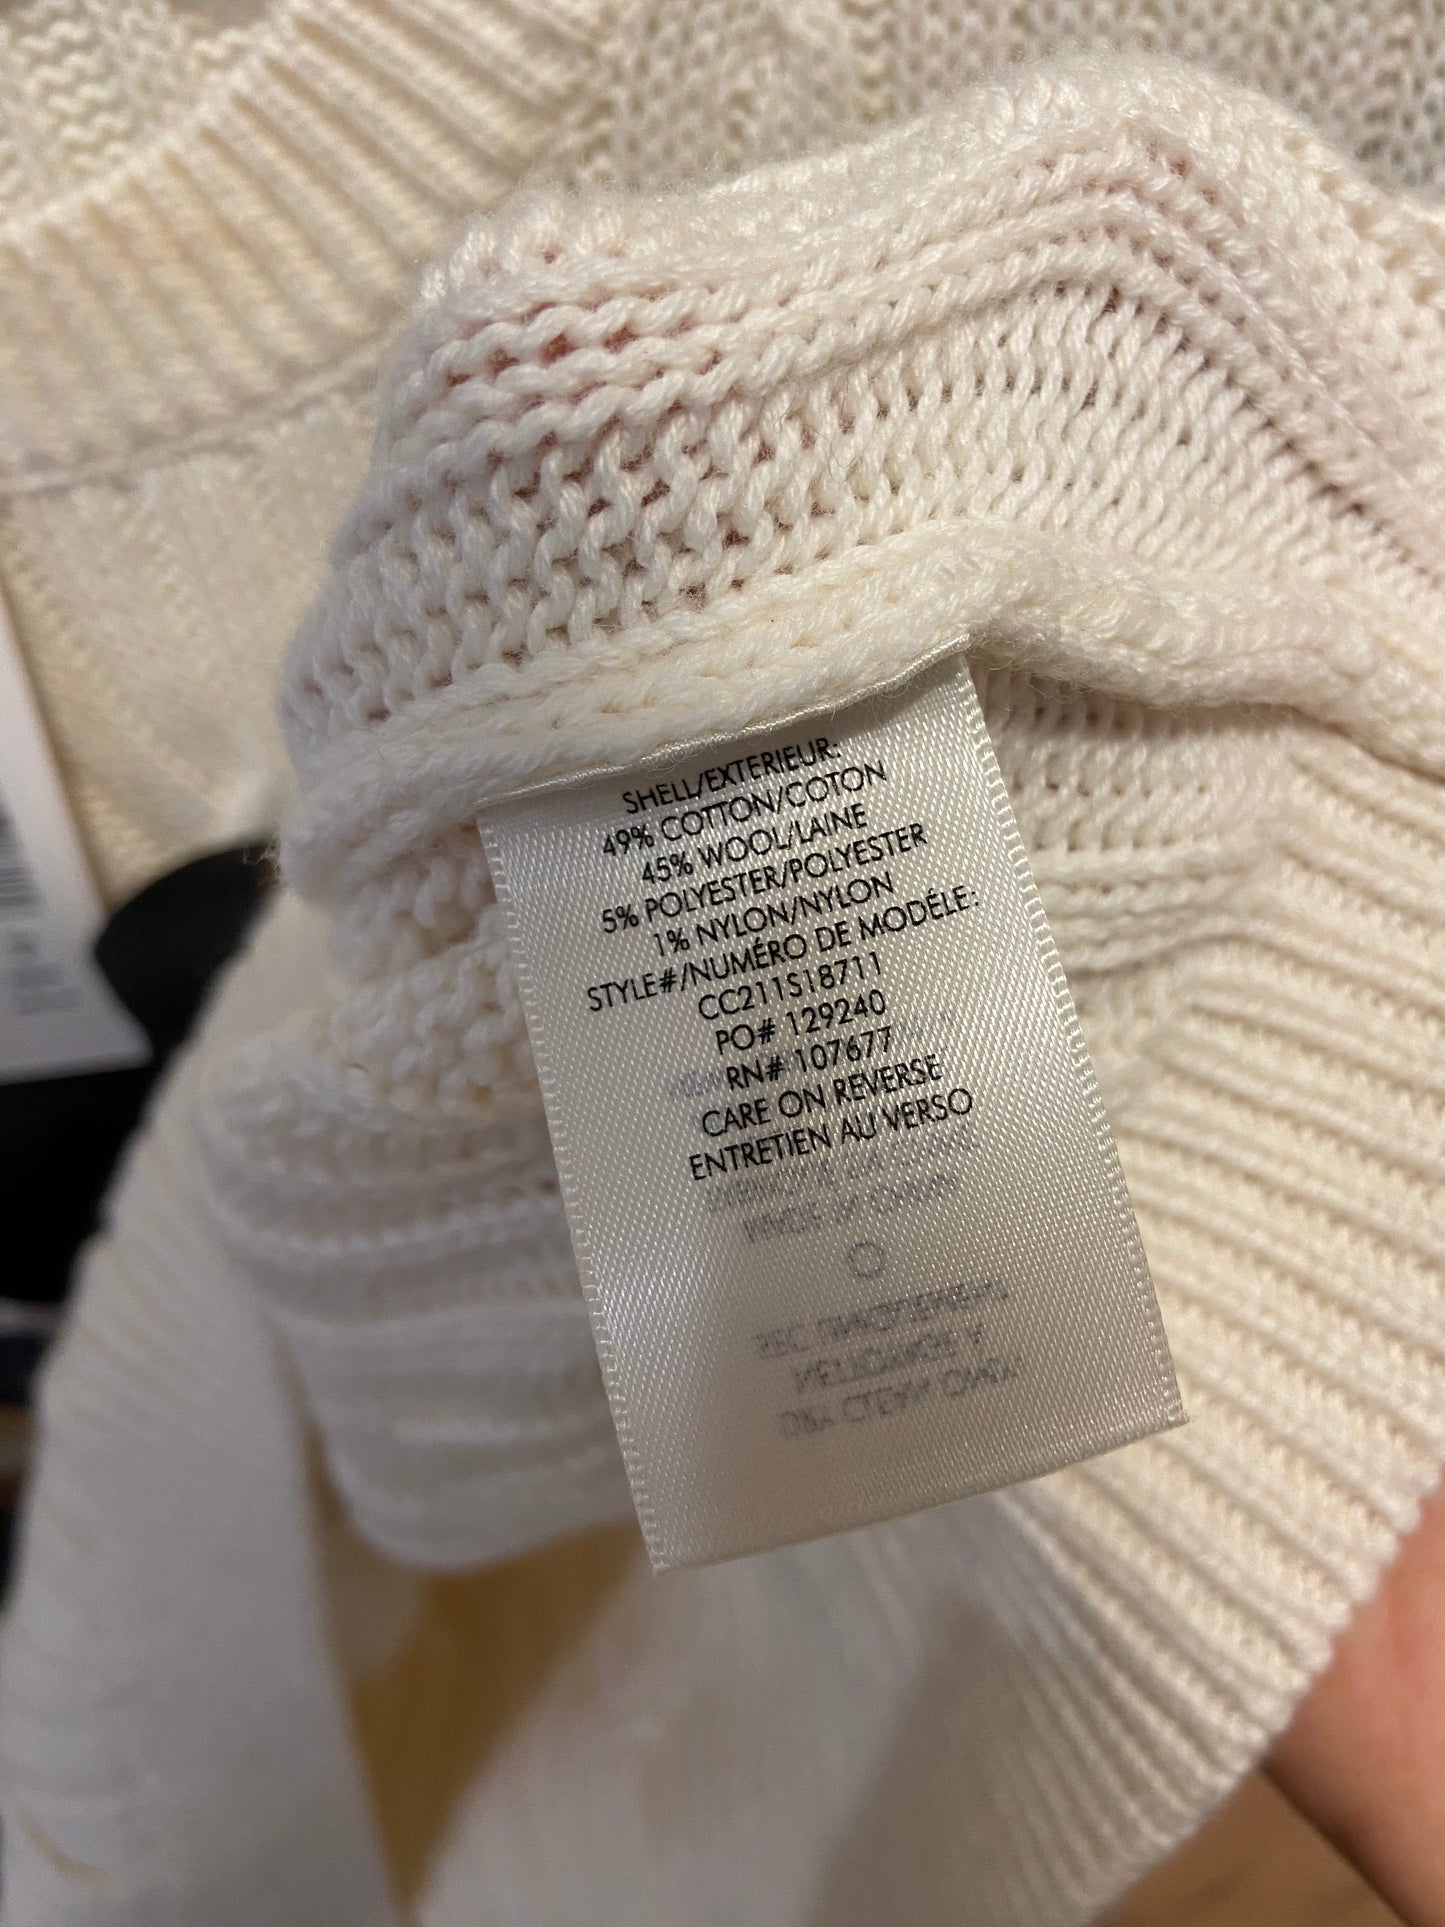 SHELL/EXTERIEUR:
49% COTTON/COTON
45% WOOL/LAINE
5% POLYESTER/POLYESTER
1% NYLON/NYLON
STYLE#/NUMÉRO DE MODÉLE:
CC211S18711
PO# 129240
RN# 107677
CARE ON REVERSE
ENTRETIEN AU VERSO